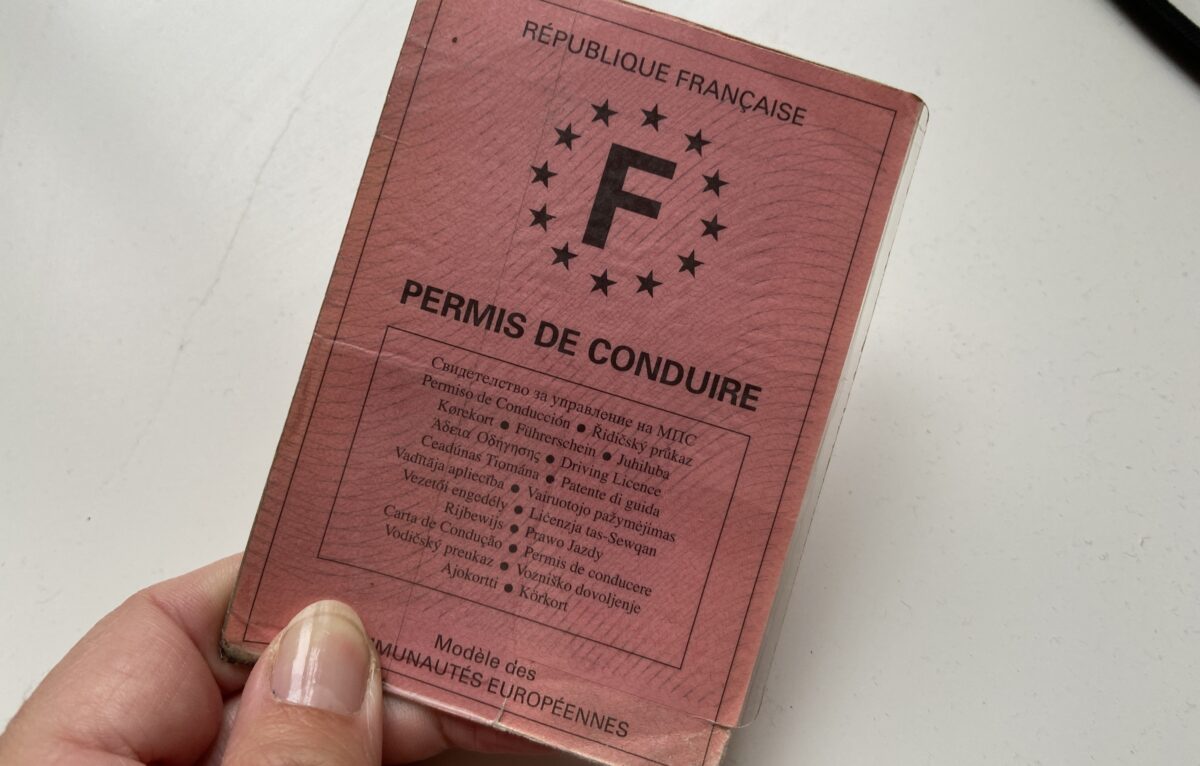 RÉPUBLIQUE FRANÇAISE
F
PERMIS DE CONDUIRE
Свидетелство за управление на МПС
Permiso de Conducción ● Řidičský průkaz
Kørekort ● Führerschein ● Juhiluba
Άδεια Οδήγησης ● Driving Licence
Ceadúnas Tiomána ● Patente di guida
Vadītāja apliecība ● Vairuotojo pažymėjimas
Vezetői engedély ● Liċenzja tas-Sewqan
Rijbewijs ● Prawo Jazdy
Carta de Condução ● Permis de conducere
Vodičský preukaz ● Vozniško dovoljenje
Ajokortti ● Körkort
Modèle des
MUNAUTÉS EUROPÉENNES